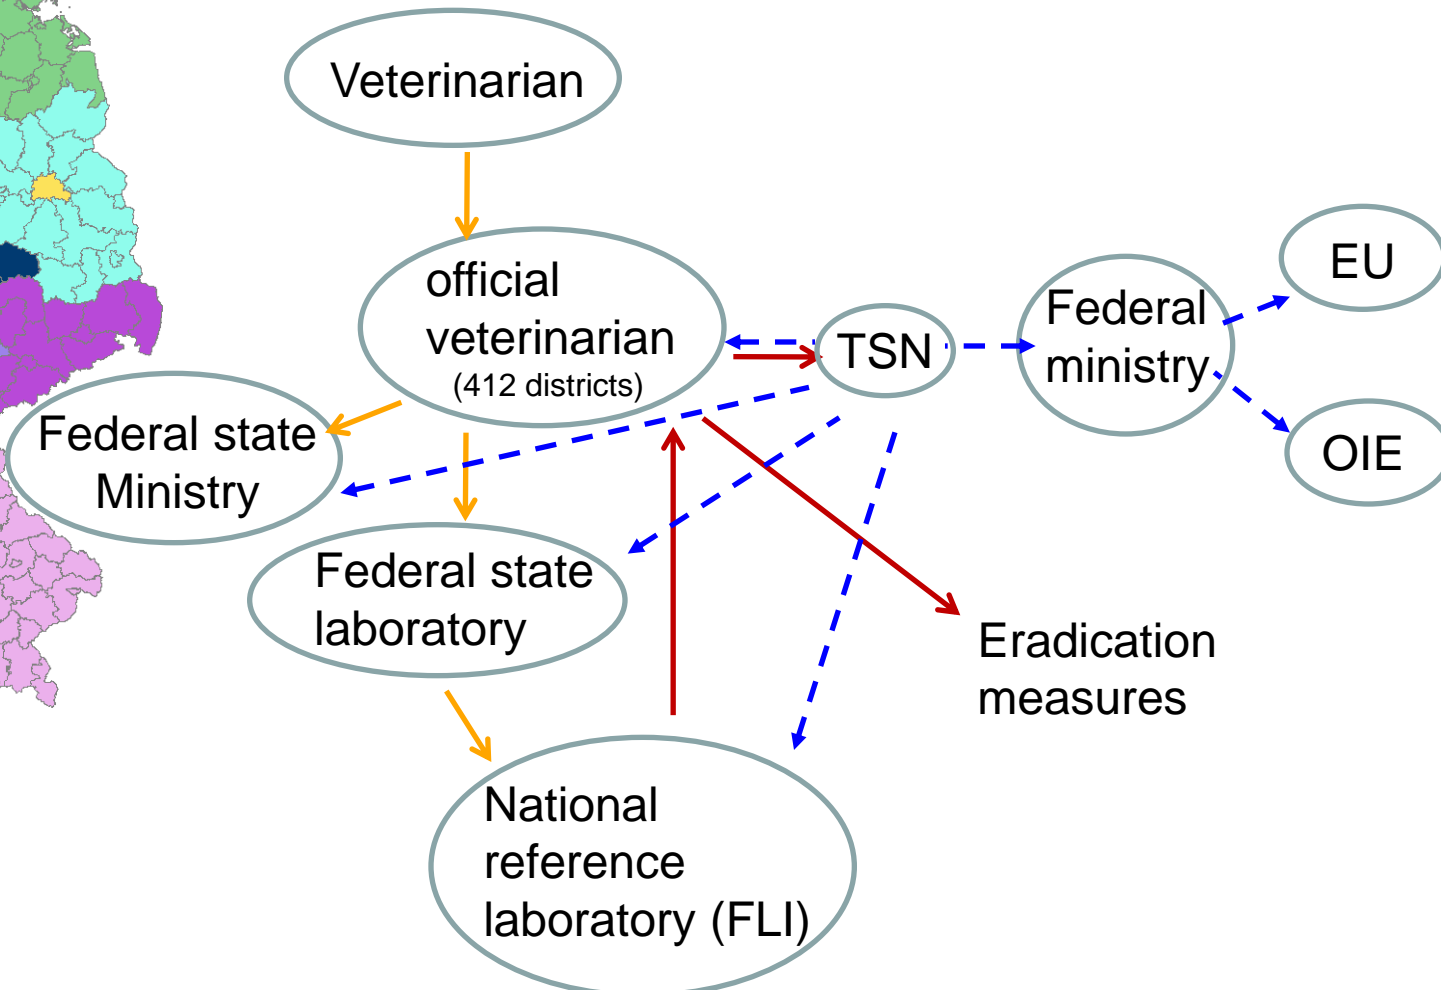 Veterinarian
official
veterinarian
(412 districts)
TSN
Federal
ministry
EU
OIE
Federal state
Ministry
Federal state
laboratory
Eradication
measures
National
reference
laboratory (FLI)